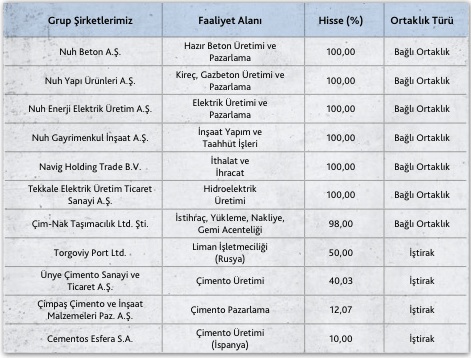 Grup Şirketlerimiz Faaliyet Alanı Hisse (%) Ortaklık Türü
Nuh Beton A.Ş. Hazır Beton Üretimi ve 100,00 Bağlı Ortaklık
Pazarlama
Nuh Yapı Ürünleri A.Ş. Kireç, Gazbeton Üretimi ve 100,00 Bağlı Ortaklık
Pazarlama
Nuh Enerji Elektrik Üretim A.Ş. Elektrik Üretimi ve 100,00 Bağlı Ortaklık
Pazarlama
Nuh Gayrimenkul İnşaat A.Ş. İnşaat Yapım ve 100,00 Bağlı Ortaklık
Taahhüt İşleri
Navig Holding Trade B.V. İthalat ve 100,00 Bağlı Ortaklık
İhracat
Tekkale Elektrik Üretim Ticaret Hidroelektrik 100,00 Bağlı Ortaklık
Sanayi A.Ş. Üretimi
Çim-Nak Taşımacılık Ltd. Şti. İstihraç, Yükleme, Nakliye, 98,00 Bağlı Ortaklık
Gemi Acenteliği
Torgoviy Port Ltd. Liman İşletmeciliği 50,00 İştirak
(Rusya)
Ünye Çimento Sanayi ve Çimento Üretimi 40,03 İştirak
Ticaret A.Ş.
Çimpaş Çimento ve İnşaat Çimento Pazarlama 12,07 İştirak
Malzemeleri Paz. A.Ş.
Cementos Esfera S.A. Çimento Üretimi 10,00 İştirak
(İspanya)